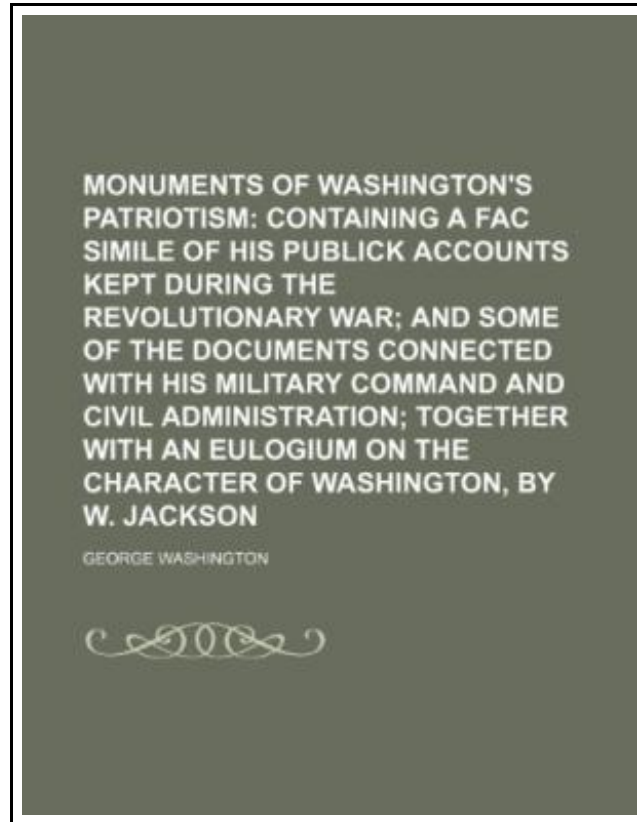 MONUMENTS OF WASHINGTON'S
PATRIOTISM: CONTAINING A FAC
SIMILE OF HIS PUBLICK ACCOUNTS
KEPT DURING THE
REVOLUTIONARY WAR; AND SOME
OF THE DOCUMENTS CONNECTED
WITH HIS MILITARY COMMAND AND
CIVIL ADMINISTRATION; TOGETHER
WITH AN EULOGIUM ON THE
CHARACTER OF WASHINGTON, BY
W. JACKSON
GEORGE WASHINGTON